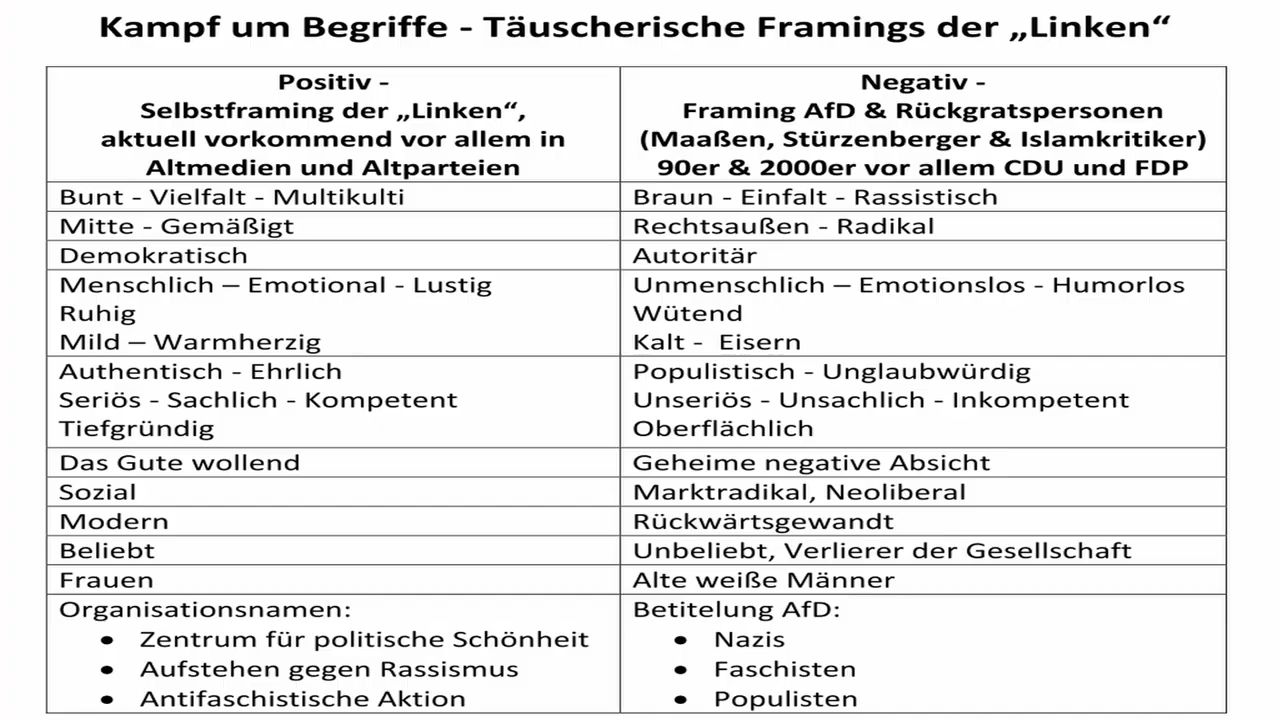 Kampf um Begriffe - Täuscherische Framings der „Linken“
Positiv -
Selbstframing der „Linken“,
aktuell vorkommend vor allem in
Altmedien und Altparteien
Negativ -
Framing AfD & Rückgratspersonen
(Maaßen, Stürzenberger & Islamkritiker)
90er & 2000er vor allem CDU und FDP
Bunt - Vielfalt - Multikulti
Braun - Einfalt - Rassistisch
Mitte - Gemäßigt
Rechtsaußen - Radikal
Demokratisch
Autoritär
Menschlich – Emotional - Lustig
Ruhig
Mild – Warmherzig
Unmenschlich – Emotionslos - Humorlos
Wütend
Kalt -  Eisern
Authentisch - Ehrlich
Seriös - Sachlich - Kompetent
Tiefgründig
Populistisch - Unglaubwürdig
Unseriös - Unsachlich - Inkompetent
Oberflächlich
Das Gute wollend
Geheime negative Absicht
Sozial
Marktradikal, Neoliberal
Modern
Rückwärtsgewandt
Beliebt
Unbeliebt, Verlierer der Gesellschaft
Frauen
Alte weiße Männer
Organisationsnamen:
• Zentrum für politische Schönheit
• Aufstehen gegen Rassismus
• Antifaschistische Aktion
Betitelung AfD:
• Nazis
• Faschisten
• Populisten